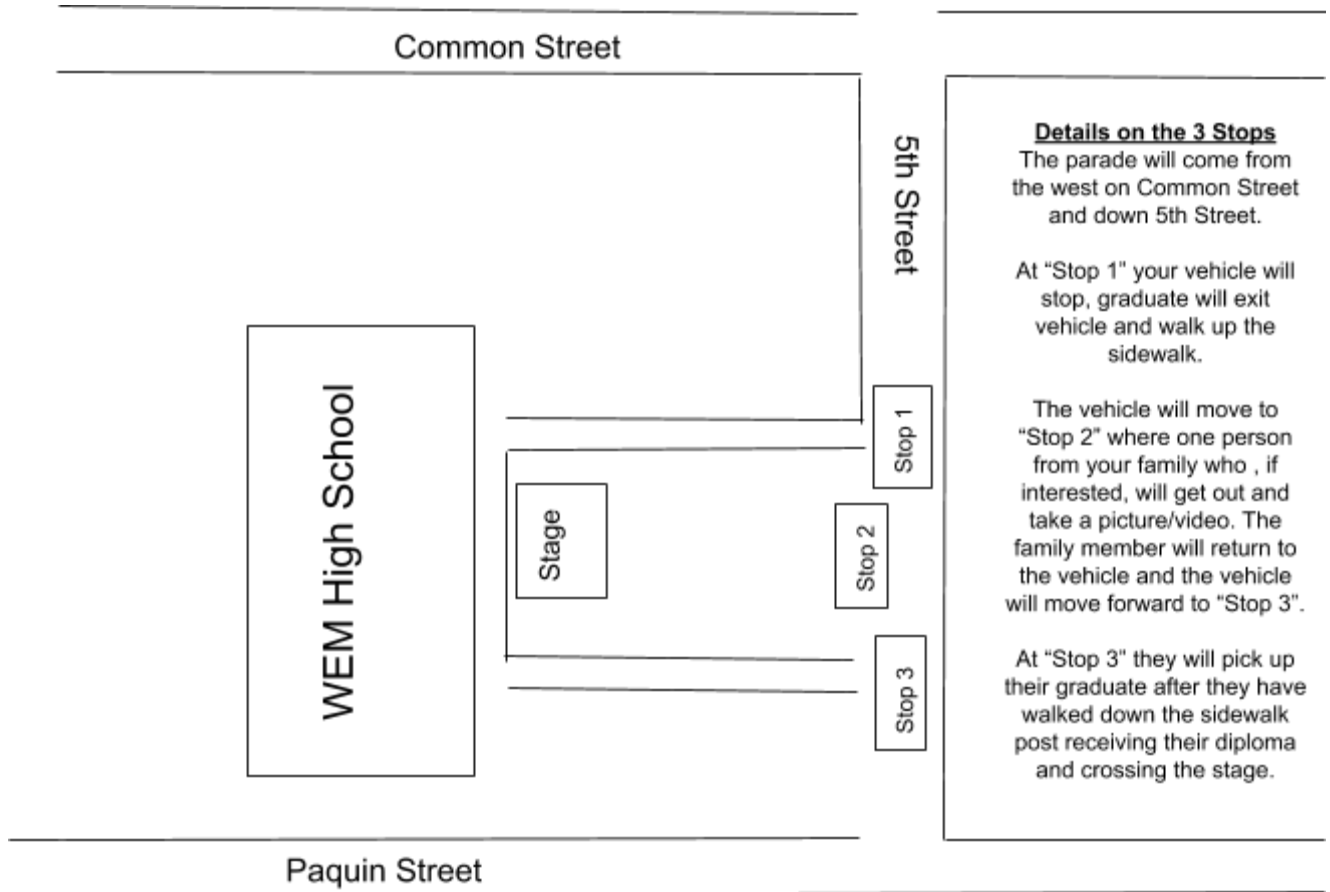 Common Street
5th Street
WEM High School
Stage
Stop 1
Stop 2
Stop 3
Paquin Street
Details on the 3 Stops
The parade will come from
the west on Common Street
and down 5th Street.
At “Stop 1” your vehicle will
stop, graduate will exit
vehicle and walk up the
sidewalk.
The vehicle will move to
“Stop 2” where one person
from your family who , if
interested, will get out and
take a picture/video. The
family member will return to
the vehicle and the vehicle
will move forward to “Stop 3”.
At “Stop 3” they will pick up
their graduate after they have
walked down the sidewalk
post receiving their diploma
and crossing the stage.